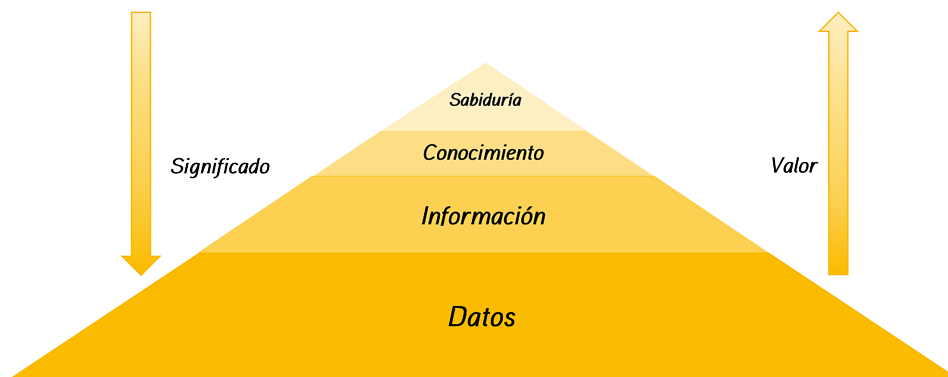 Sabiduría
Conocimiento
Significado
Valor
Información
Datos